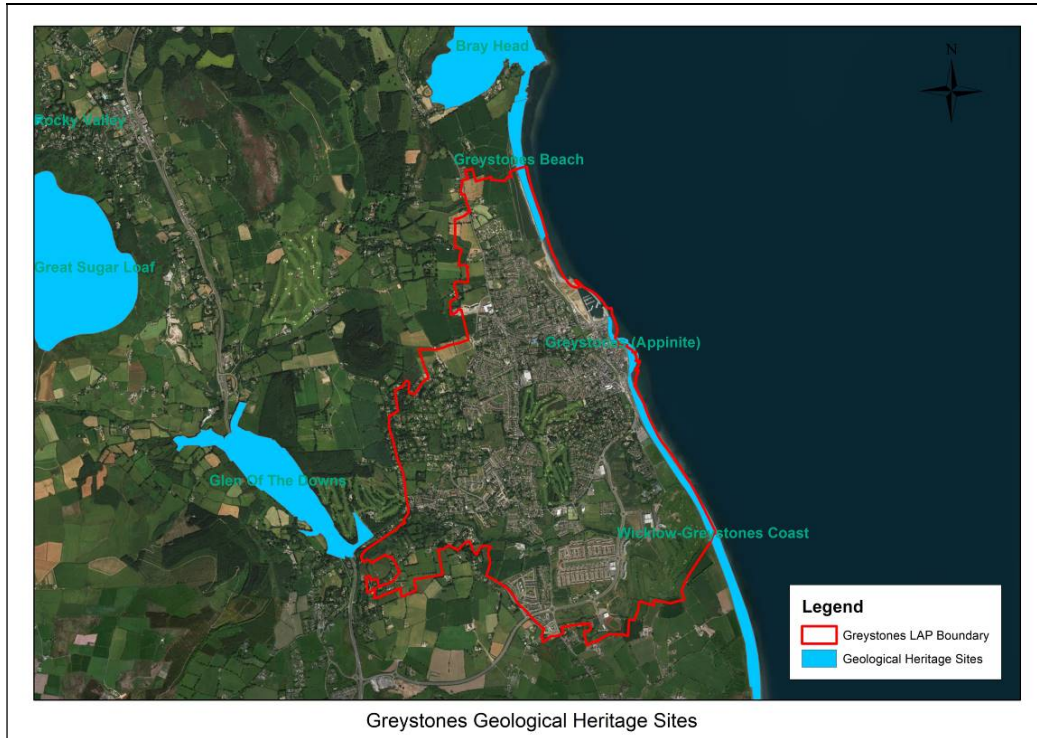 Bray Head
N
Rocky Valley
Greystones Beach
Great Sugar Loaf
Greystones (Appinite)
Glen Of The Downs
Wicklow-Greystones Coast
Legend
Greystones LAP Boundary
Geological Heritage Sites
Greystones Geological Heritage Sites